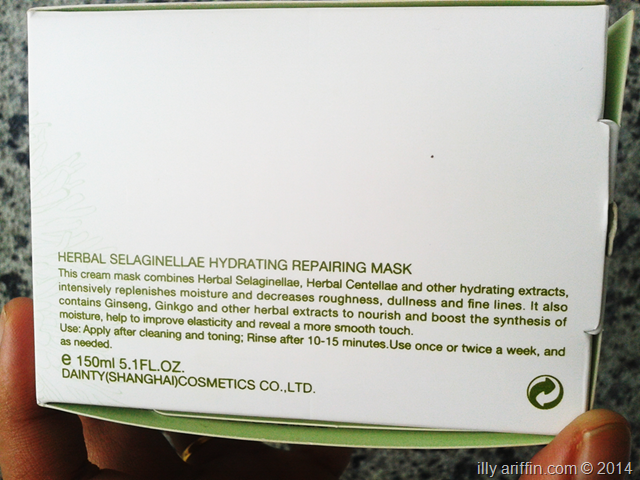 HERBAL SELAGINELLAE HYDRATING REPAIRING MASK
This cream mask combines Herbal Selaginellae, Herbal Centellae and other hydrating extracts,
intensively replenishes moisture and decreases roughness, dullness and fine lines. It also
contains Ginseng, Ginkgo and other herbal extracts to nourish and boost the synthesis of
moisture, help to improve elasticity and reveal a more smooth touch.
Use: Apply after cleaning and toning; Rinse after 10-15 minutes.Use once or twice a week, and
as needed.
e 150ml 5.1FL.OZ.
DAINTY(SHANGHAI)COSMETICS CO.,LTD.
illy ariffin.com © 2014